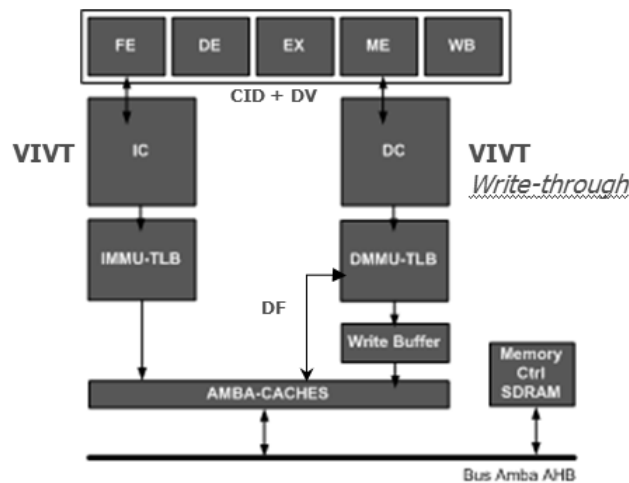 FE DE EX ME WB
CID + DV
VIVT IC DC VIVT
Write-through
IMMU-TLB DMMU-TLB
DF
Write Buffer
Memory
Ctrl
SDRAM
AMBA-CACHES
Bus Amba AHB